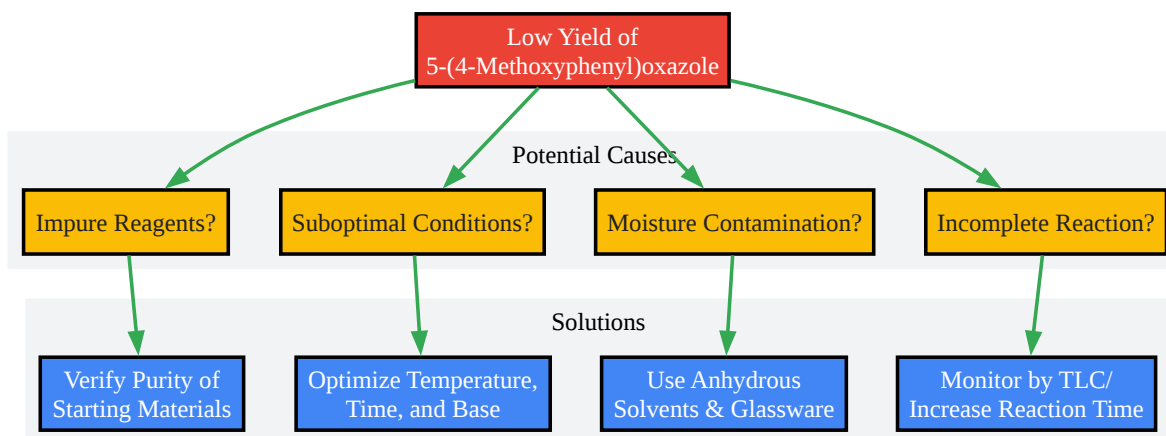 Low Yield of
5-(4-Methoxyphenyl)oxazole
Potential Causes
Impure Reagents?
Suboptimal Conditions?
Moisture Contamination?
Incomplete Reaction?
Solutions
Verify Purity of
Starting Materials
Optimize Temperature,
Time, and Base
Use Anhydrous
Solvents & Glassware
Monitor by TLC/
Increase Reaction Time